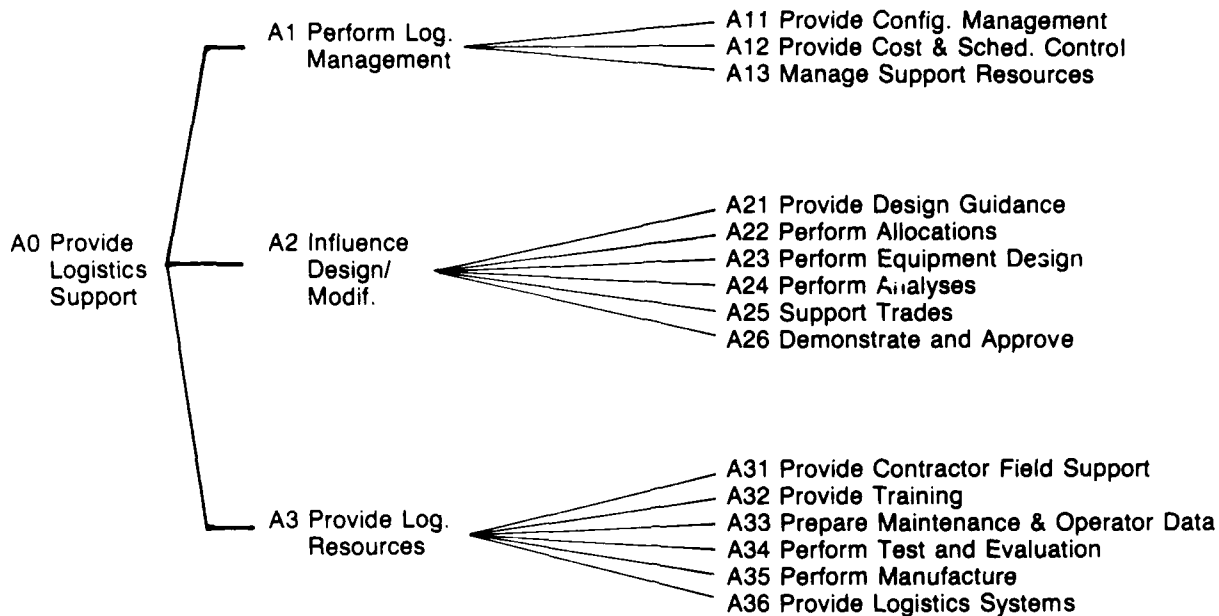 A1 Perform Log.
Management
A11 Provide Config. Management
A12 Provide Cost & Sched. Control
A13 Manage Support Resources
A0 Provide
Logistics
Support
A2 Influence
Design/
Modif.
A21 Provide Design Guidance
A22 Perform Allocations
A23 Perform Equipment Design
A24 Perform Analyses
A25 Support Trades
A26 Demonstrate and Approve
A3 Provide Log.
Resources
A31 Provide Contractor Field Support
A32 Provide Training
A33 Prepare Maintenance & Operator Data
A34 Perform Test and Evaluation
A35 Perform Manufacture
A36 Provide Logistics Systems